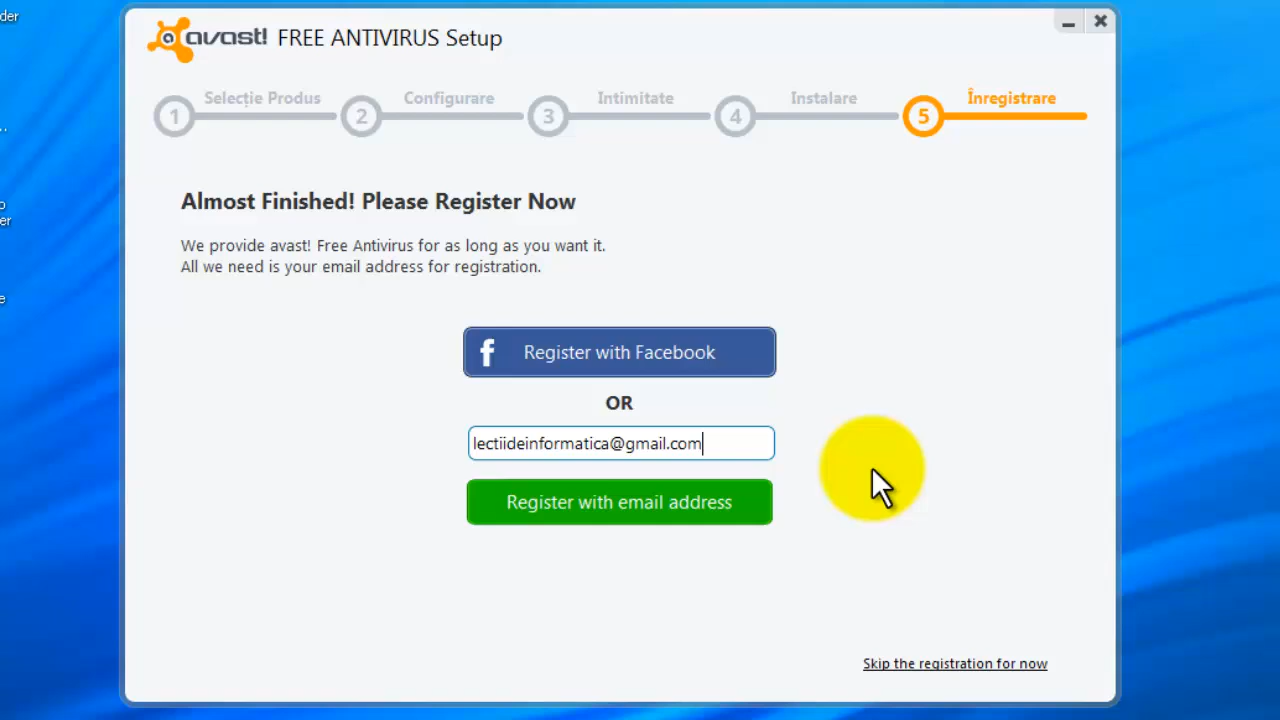 der
avast! FREE ANTIVIRUS Setup
1 Selecție Produs
2 Configurare
3 Intimitate
4 Instalare
5 Înregistrare
Almost Finished! Please Register Now
We provide avast! Free Antivirus for as long as you want it.
All we need is your email address for registration.
f Register with Facebook
OR
lectiideinformatica@gmail.com
Register with email address
Skip the registration for now